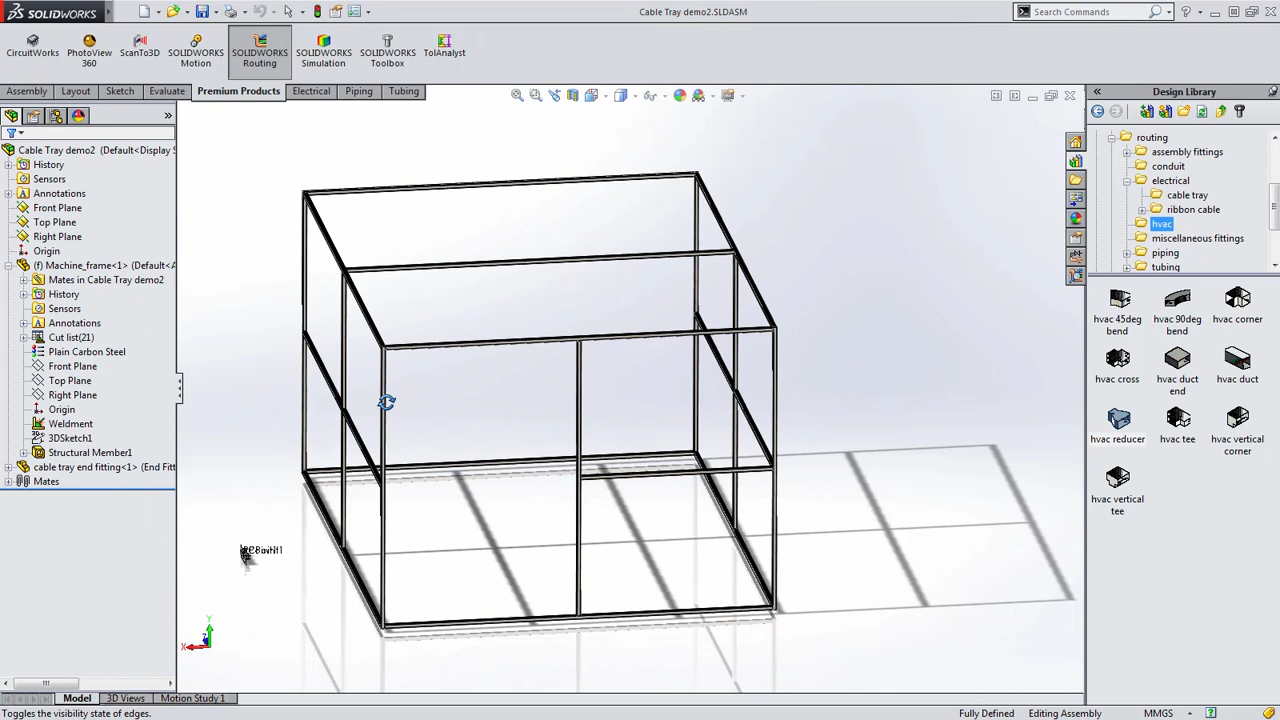 SOLIDWORKS
Cable Tray demo2.SLDASM
Search Commands
CircuitWorks
PhotoView 360
ScanTo3D
SOLIDWORKS Motion
SOLIDWORKS Routing
SOLIDWORKS Simulation
SOLIDWORKS Toolbox
TolAnalyst
Assembly
Layout
Sketch
Evaluate
Premium Products
Electrical
Piping
Tubing
Cable Tray demo2 (Default<Display S
History
Sensors
Annotations
Front Plane
Top Plane
Right Plane
Origin
(f) Machine_frame<1> (Default<A
Mates in Cable Tray demo2
History
Sensors
Annotations
Cut list(21)
Plain Carbon Steel
Front Plane
Top Plane
Right Plane
Origin
Weldment
3DSketch1
Structural Member1
cable tray end fitting<1> (End Fitt
Mates
Y
X
Z
Design Library
routing
assembly fittings
conduit
electrical
cable tray
ribbon cable
hvac
miscellaneous fittings
piping
tubing
hvac 45deg bend
hvac 90deg bend
hvac corner
hvac cross
hvac duct end
hvac duct
hvac reducer
hvac tee
hvac vertical corner
hvac vertical tee
Model
3D Views
Motion Study 1
Toggles the visibility state of edges.
Fully Defined
Editing Assembly
MMGS